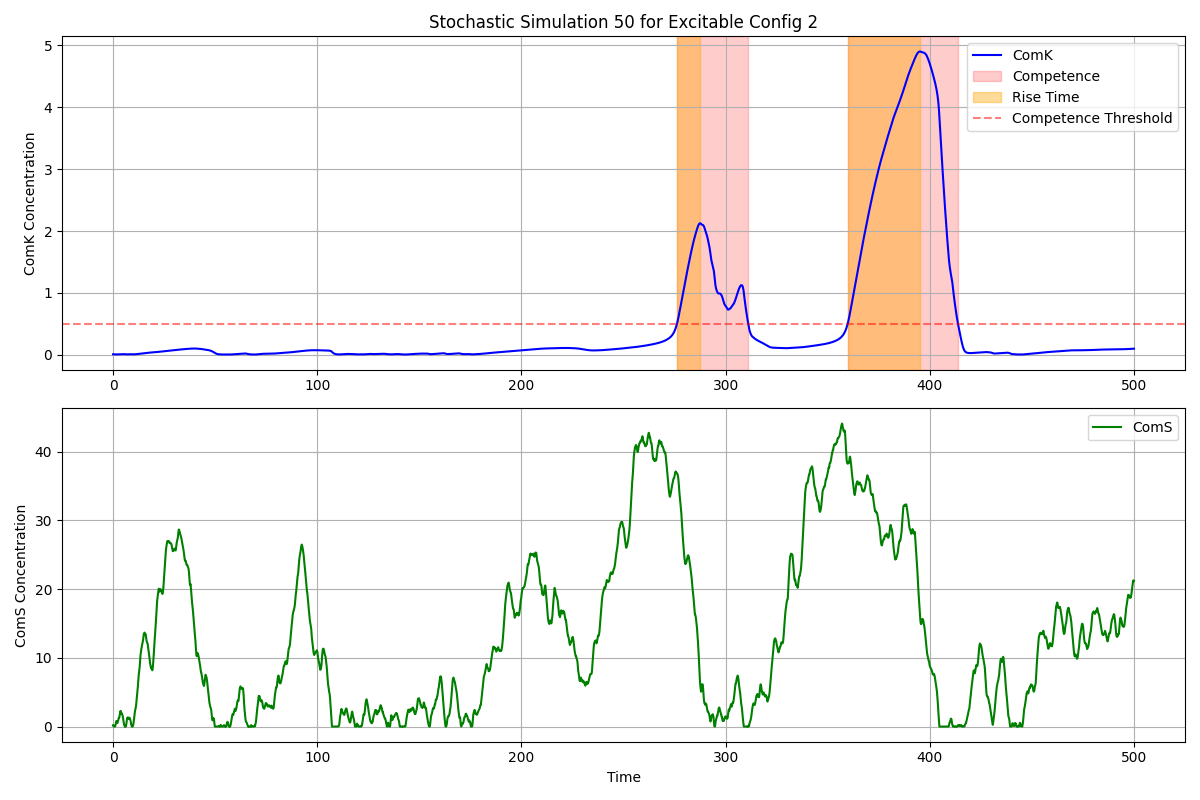 Stochastic Simulation 50 for Excitable Config 2
ComK Concentration
5
4
3
2
1
0
0 100 200 300 400 500
ComK
Competence
Rise Time
Competence Threshold
ComS Concentration
40
30
20
10
0
0 100 200 300 400 500
ComS
Time